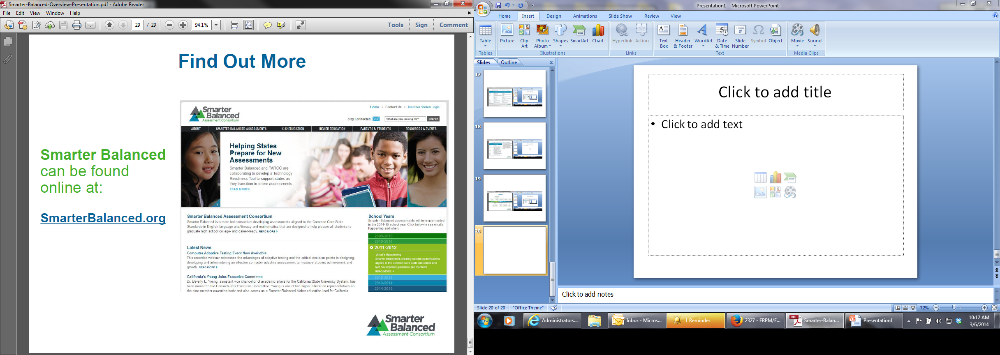 Smarter-Balanced-Overview-Presentation.pdf - Adobe Reader
File Edit View Window Help
29 / 29
94.1%
Tools Sign Comment
Find Out More
Smarter Balanced
can be found
online at:
SmarterBalanced.org
Smarter
Balanced
Assessment Consortium
Home • Contact Us • Member States Login
Stay Connected
What are you looking for? Search
ABOUT SMARTER BALANCED ASSESSMENTS K-12 EDUCATION HIGHER EDUCATION PARENTS & STUDENTS RESOURCES & EVENTS
Helping States
Prepare for New
Assessments
Smarter Balanced and PARCC are
collaborating to develop a Technology
Readiness Tool to support states as
they transition to online assessments.
READ MORE
Smarter Balanced Assessment Consortium
Smarter Balanced is a state-led consortium developing assessments aligned to the Common Core State
Standards in English language arts/literacy and mathematics that are designed to help prepare all students to
graduate high school college- and career-ready. READ MORE
Latest News
Computer Adaptive Testing Event Now Available
This recorded webinar addresses the advantages of adaptive testing and the critical decision points in designing,
developing and administering an effective computer adaptive assessment to measure student achievement and
growth. READ MORE
California's Young Joins Executive Committee
Dr. Beverly L. Young, assistant vice chancellor of academic affairs for the California State University System, has
been named to the Consortium's Executive Committee. Young is one of two higher education representatives on
the nine-member governing body and also serves as a Smarter Balanced higher education lead for California
School Years
Smarter Balanced assessments will be implemented
in the 2014-15 school year. Click below to see what's
happening and when.
2009-2010
2010-2011
2011-2012
What's Happening
Smarter Balanced is creating content specifications
aligned to the Common Core State Standards and
test development guidelines and materials.
READ MORE
2012-2013
2013-2014
2014-2015
Smarter
Balanced
Assessment Consortium
Presentation1 - Microsoft PowerPoint
Home Insert Design Animations Slide Show Review View
Table
Picture
Clip
Art
Photo
Album
Shapes
SmartArt
Chart
Hyperlink
Action
Text
Box
Header
& Footer
WordArt
Date
& Time
Slide
Number
Symbol
Object
Movie
Sound
Tables Illustrations Links Text Media Clips
Slides Outline
17
18
19
20
Click to add title
• Click to add text
Click to add notes
Slide 20 of 20 "Office Theme" 72%
Administrators... Inbox - Micros... 1 Reminder 2327 - FRPM/E... Smarter-Balan... Presentation1
10:12 AM
3/6/2014